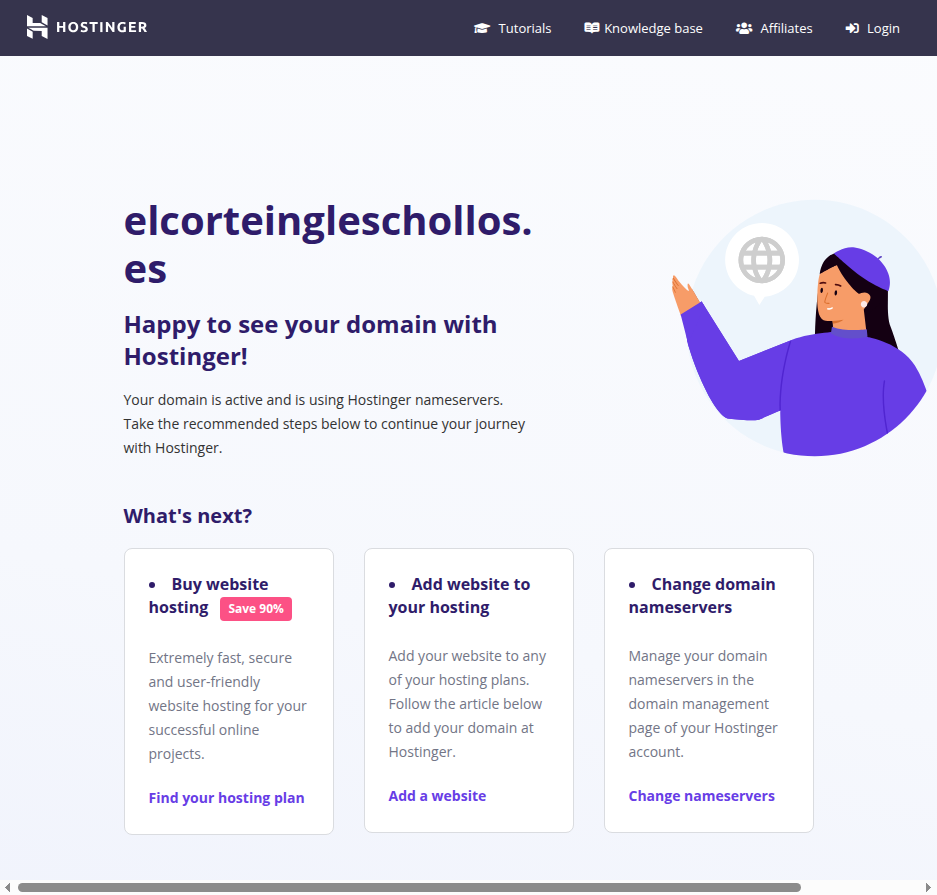 HOSTINGER
Tutorials
Knowledge base
Affiliates
Login
elcorteingleschollos.
es
Happy to see your domain with
Hostinger!
Your domain is active and is using Hostinger nameservers.
Take the recommended steps below to continue your journey
with Hostinger.
What's next?
• Buy website
hosting Save 90%
Extremely fast, secure
and user-friendly
website hosting for your
successful online
projects.
Find your hosting plan
• Add website to
your hosting
Add your website to any
of your hosting plans.
Follow the article below
to add your domain at
Hostinger.
Add a website
• Change domain
nameservers
Manage your domain
nameservers in the
domain management
page of your Hostinger
account.
Change nameservers